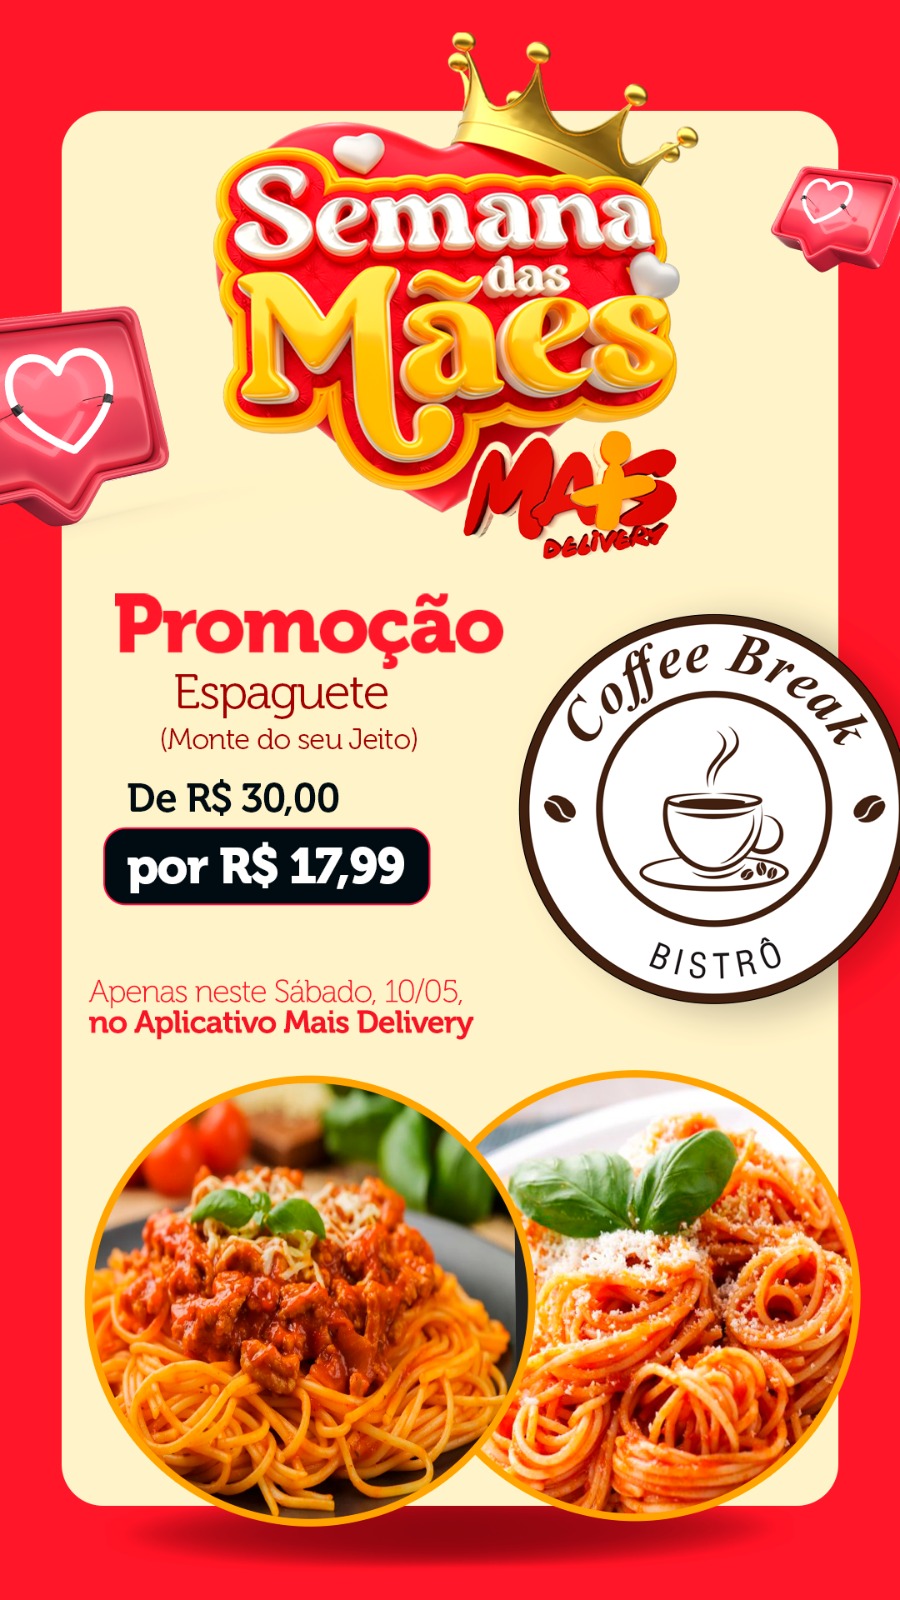 Semana
das
Mães
MAIS
DELIVERY
Promoção
Espaguete
(Monte do seu Jeito)
De R$ 30,00
por R$ 17,99
Coffee Break
BISTRÔ
Apenas neste Sábado, 10/05,
no Aplicativo Mais Delivery